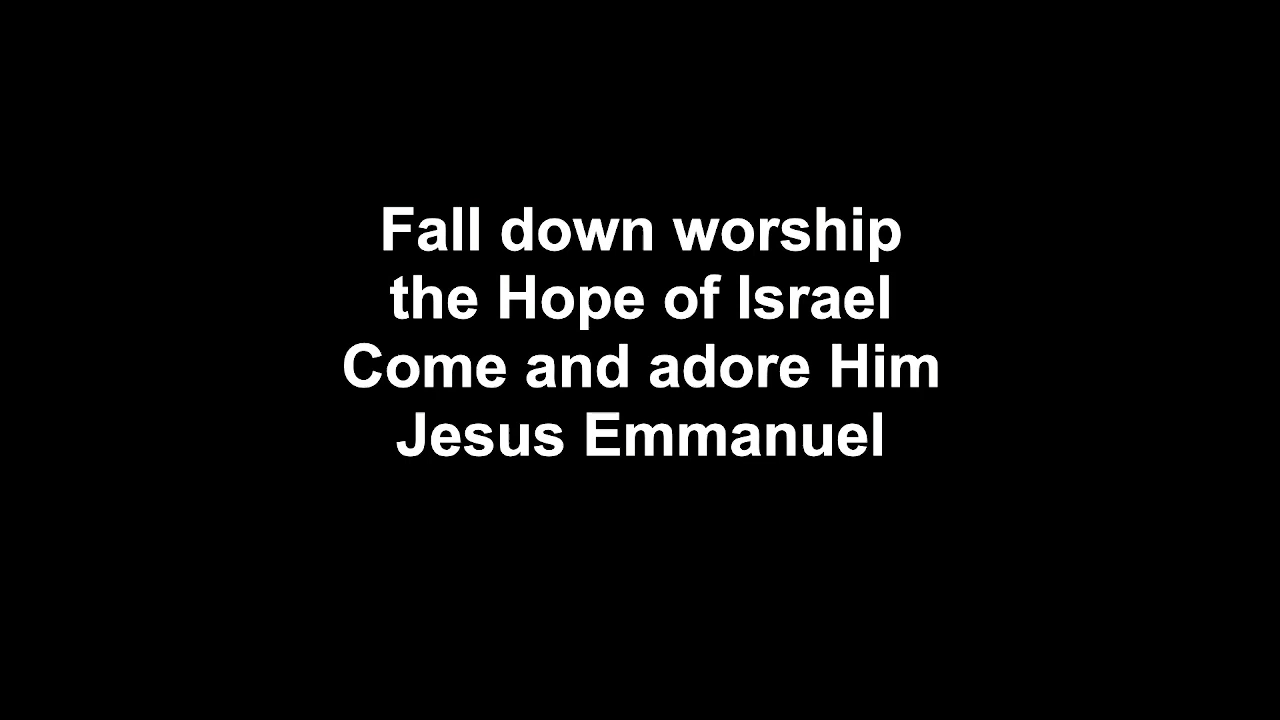 Fall down worship
the Hope of Israel
Come and adore Him
Jesus Emmanuel